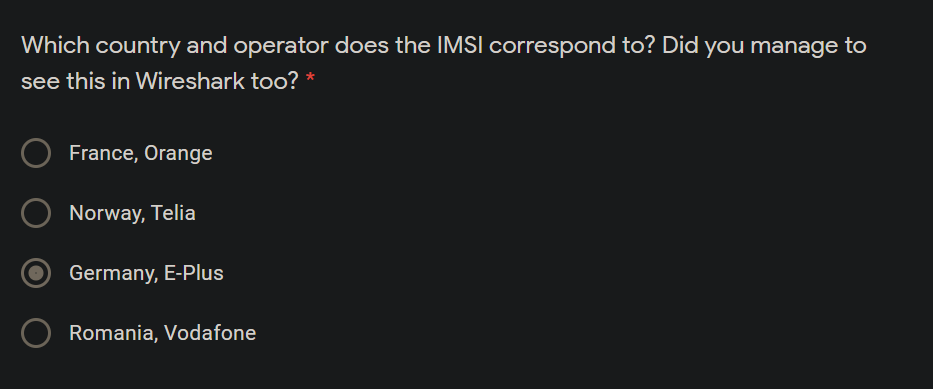 Which country and operator does the IMSI correspond to? Did you manage to
see this in Wireshark too? *
France, Orange
Norway, Telia
Germany, E-Plus
Romania, Vodafone